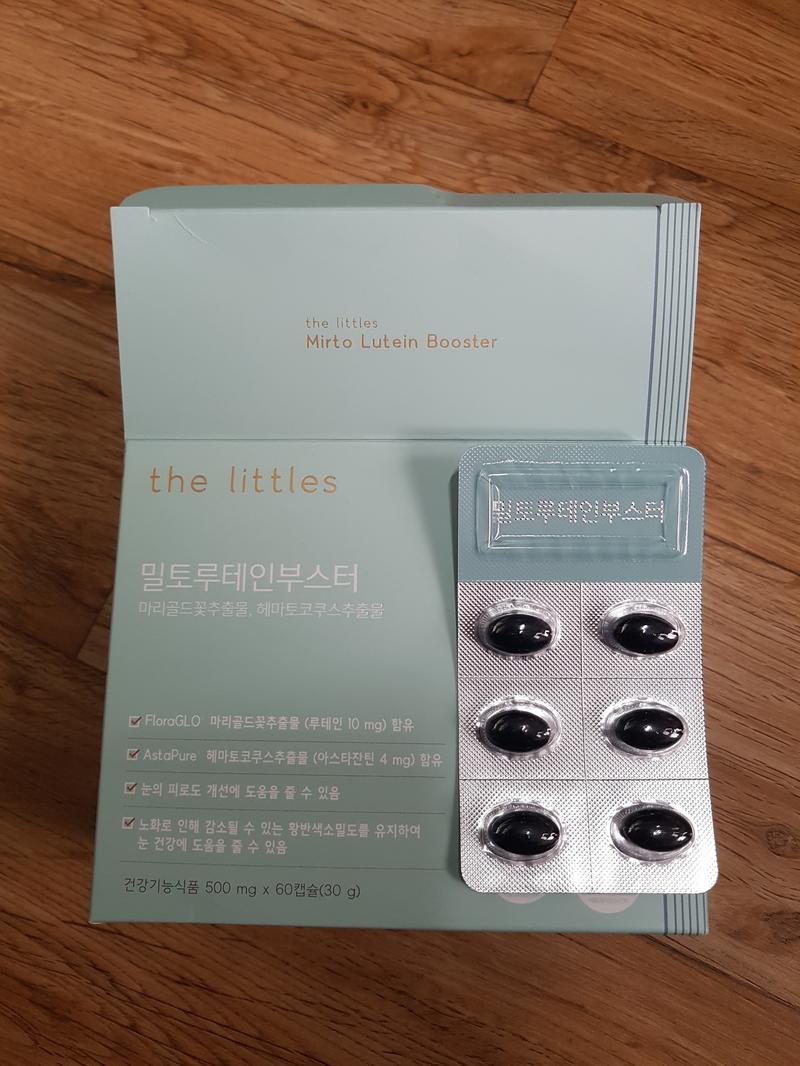 the littles
Mirto Lutein Booster
the littles
밀토루테인부스터
마리골드꽃추출물, 헤마토코쿠스추출물
FloraGLO® 마리골드꽃추출물 (루테인 10 mg) 함유
AstaPure® 헤마토코쿠스추출물 (아스타잔틴 4 mg) 함유
눈의 피로도 개선에 도움을 줄 수 있음
노화로 인해 감소될 수 있는 황반색소밀도를 유지하여
눈 건강에 도움을 줄 수 있음
건강기능식품 500 mg x 60캡슐(30 g)
밀토루테인부스터